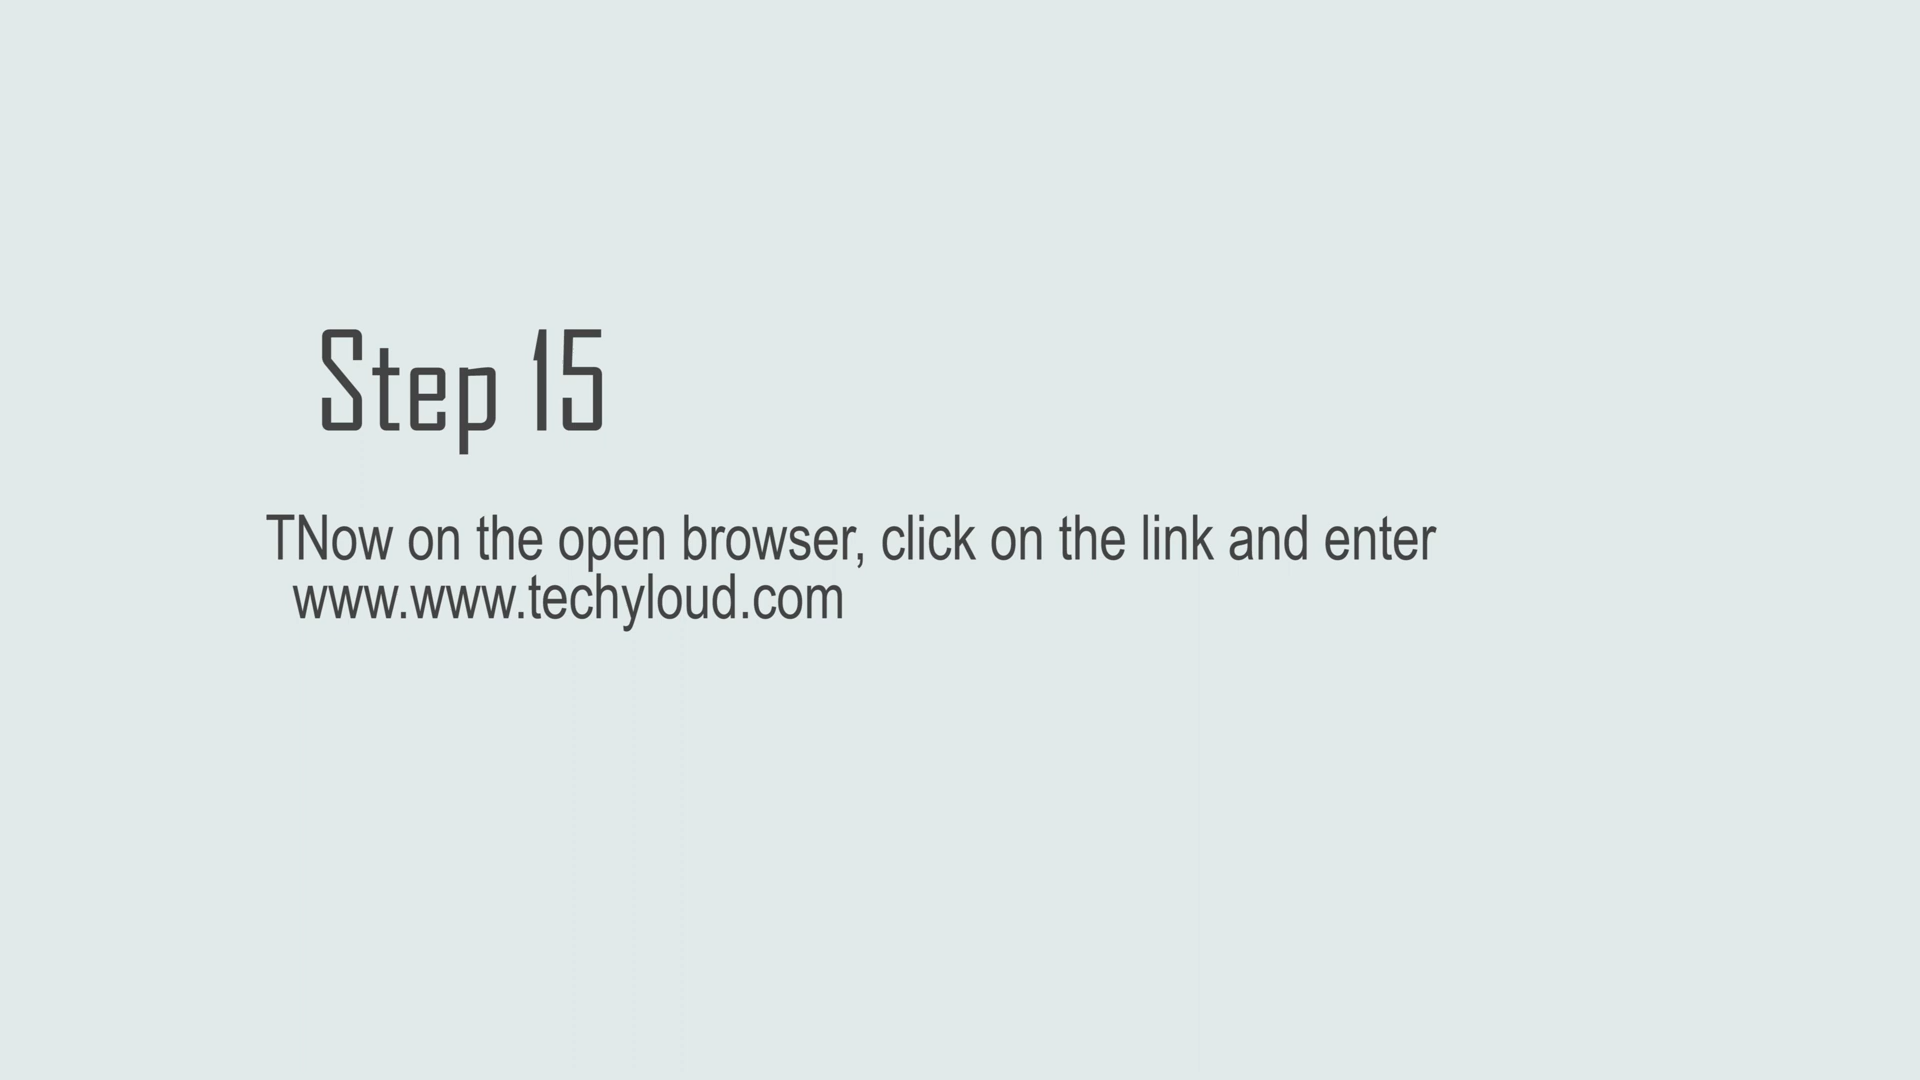 Step 15
TNow on the open browser, click on the link and enter
www.www.techyloud.com